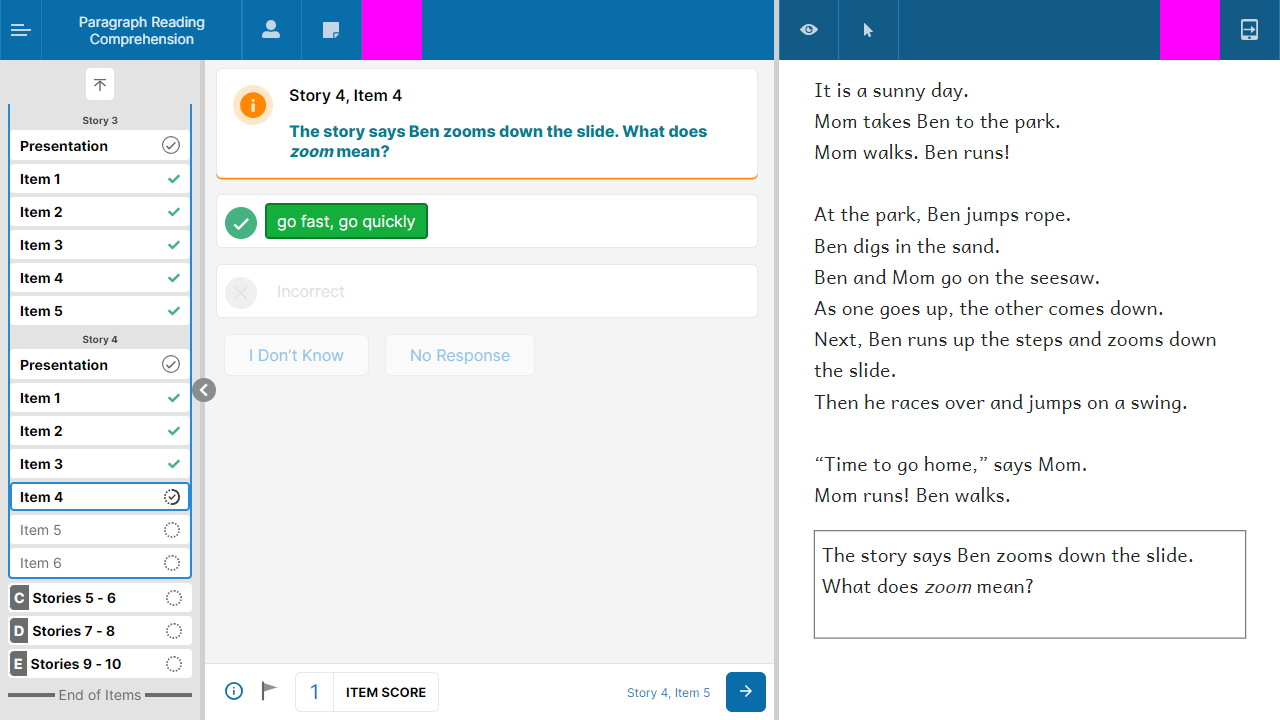 Paragraph Reading
Comprehension
Story 3
Presentation
Item 1
Item 2
Item 3
Item 4
Item 5
Story 4
Presentation
Item 1
Item 2
Item 3
Item 4
Item 5
Item 6
C Stories 5 - 6
D Stories 7 - 8
E Stories 9 - 10
End of Items
Story 4, Item 4
The story says Ben zooms down the slide. What does
zoom mean?
go fast, go quickly
Incorrect
I Don’t Know
No Response
1 ITEM SCORE
Story 4, Item 5
It is a sunny day.
Mom takes Ben to the park.
Mom walks. Ben runs!
At the park, Ben jumps rope.
Ben digs in the sand.
Ben and Mom go on the seesaw.
As one goes up, the other comes down.
Next, Ben runs up the steps and zooms down
the slide.
Then he races over and jumps on a swing.
“Time to go home,” says Mom.
Mom runs! Ben walks.
The story says Ben zooms down the slide.
What does zoom mean?